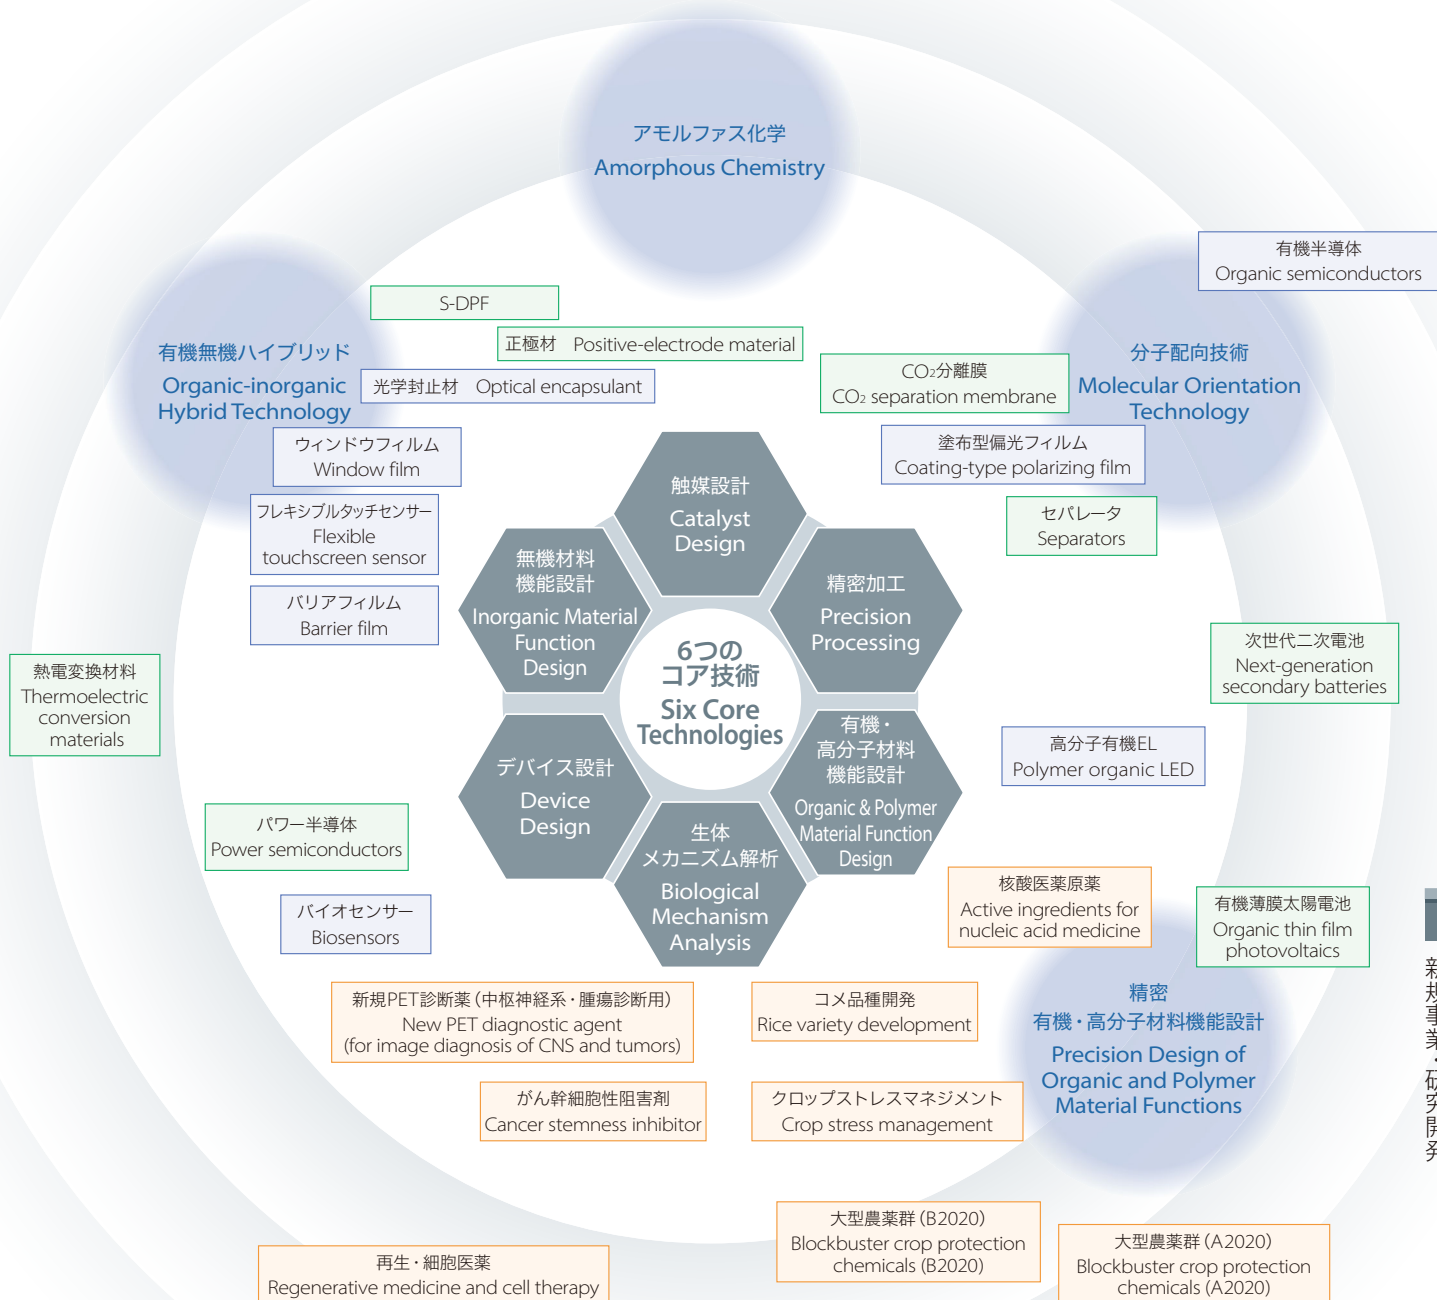 アモルファス化学
Amorphous Chemistry
有機半導体
Organic semiconductors
S-DPF
正極材 Positive-electrode material
有機無機ハイブリッド
Organic-inorganic
Hybrid Technology
光学封止材 Optical encapsulant
CO2分離膜
CO2 separation membrane
分子配向技術
Molecular Orientation
Technology
ウィンドウフィルム
Window film
塗布型偏光フィルム
Coating-type polarizing film
フレキシブルタッチセンサー
Flexible
touchscreen sensor
セパレータ
Separators
バリアフィルム
Barrier film
触媒設計
Catalyst
Design
無機材料
機能設計
Inorganic Material
Function
Design
精密加工
Precision
Processing
6つの
コア技術
Six Core
Technologies
熱電変換材料
Thermoelectric
conversion
materials
次世代二次電池
Next-generation
secondary batteries
有機・
高分子材料
機能設計
Organic & Polymer
Material Function
Design
高分子有機EL
Polymer organic LED
デバイス設計
Device
Design
生体
メカニズム解析
Biological
Mechanism
Analysis
パワー半導体
Power semiconductors
バイオセンサー
Biosensors
核酸医薬原薬
Active ingredients for
nucleic acid medicine
有機薄膜太陽電池
Organic thin film
photovoltaics
新規事業・研究開発
新規PET診断薬（中枢神経系・腫瘍診断用）
New PET diagnostic agent
(for image diagnosis of CNS and tumors)
コメ品種開発
Rice variety development
精密
有機・高分子材料機能設計
Precision Design of
Organic and Polymer
Material Functions
がん幹細胞性阻害剤
Cancer stemness inhibitor
クロップストレスマネジメント
Crop stress management
大型農薬群（B2020）
Blockbuster crop protection
chemicals (B2020)
大型農薬群（A2020）
Blockbuster crop protection
chemicals (A2020)
再生・細胞医薬
Regenerative medicine and cell therapy